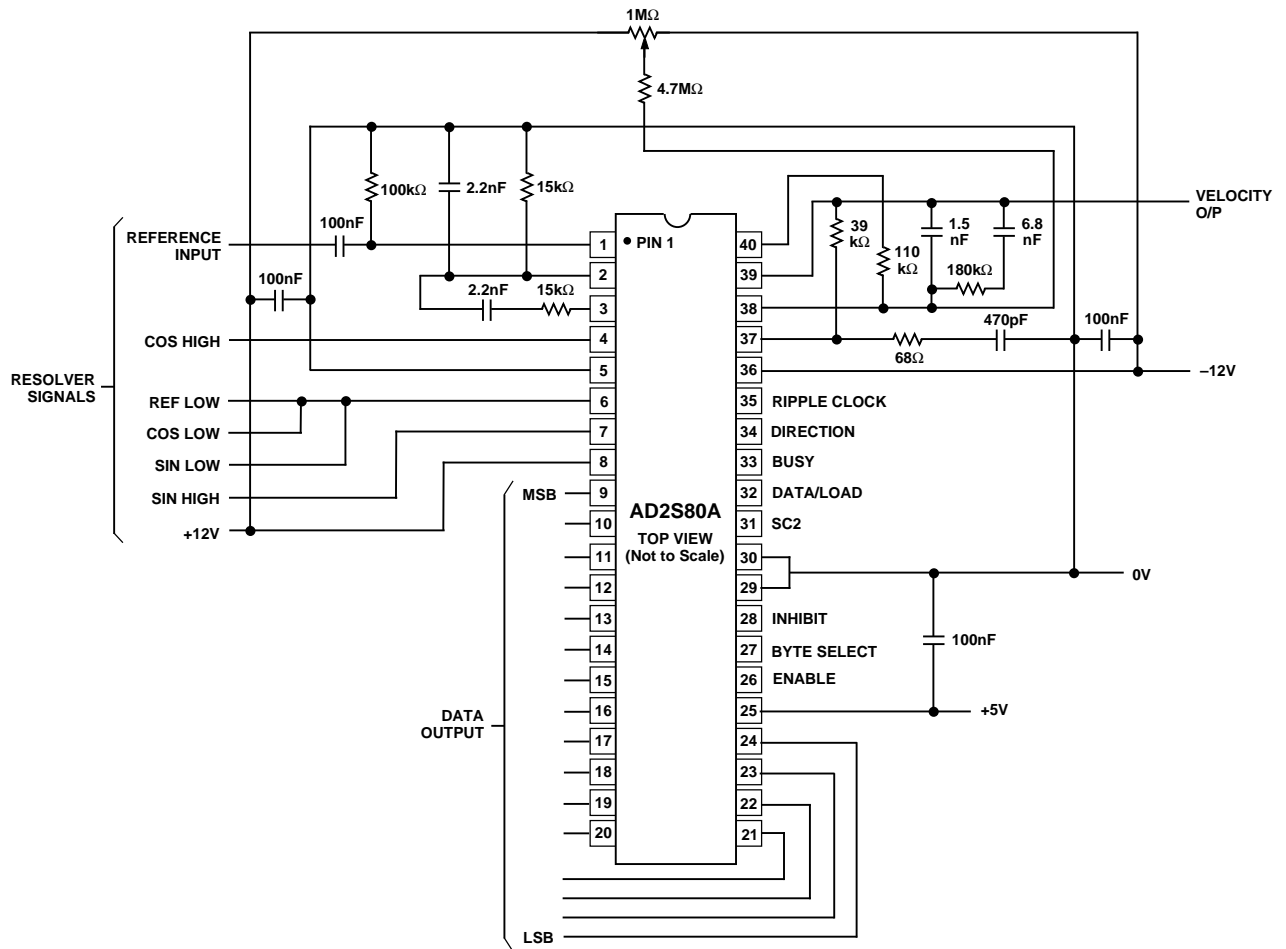 1MΩ
4.7MΩ
100kΩ
2.2nF
15kΩ
100nF
REFERENCE
INPUT
100nF
2.2nF
15kΩ
COS HIGH
RESOLVER
SIGNALS
REF LOW
COS LOW
SIN LOW
SIN HIGH
+12V
PIN 1
1
2
3
4
5
6
7
8
9
10
11
12
13
14
15
16
17
18
19
20
AD2S80A
TOP VIEW
(Not to Scale)
MSB
DATA
OUTPUT
LSB
40
39
38
37
36
35
34
33
32
31
30
29
28
27
26
25
24
23
22
21
39
kΩ
110
kΩ
1.5
nF
6.8
nF
180kΩ
VELOCITY
O/P
68Ω
470pF
100nF
–12V
RIPPLE CLOCK
DIRECTION
BUSY
DATA/LOAD
SC2
0V
INHIBIT
BYTE SELECT
ENABLE
100nF
+5V